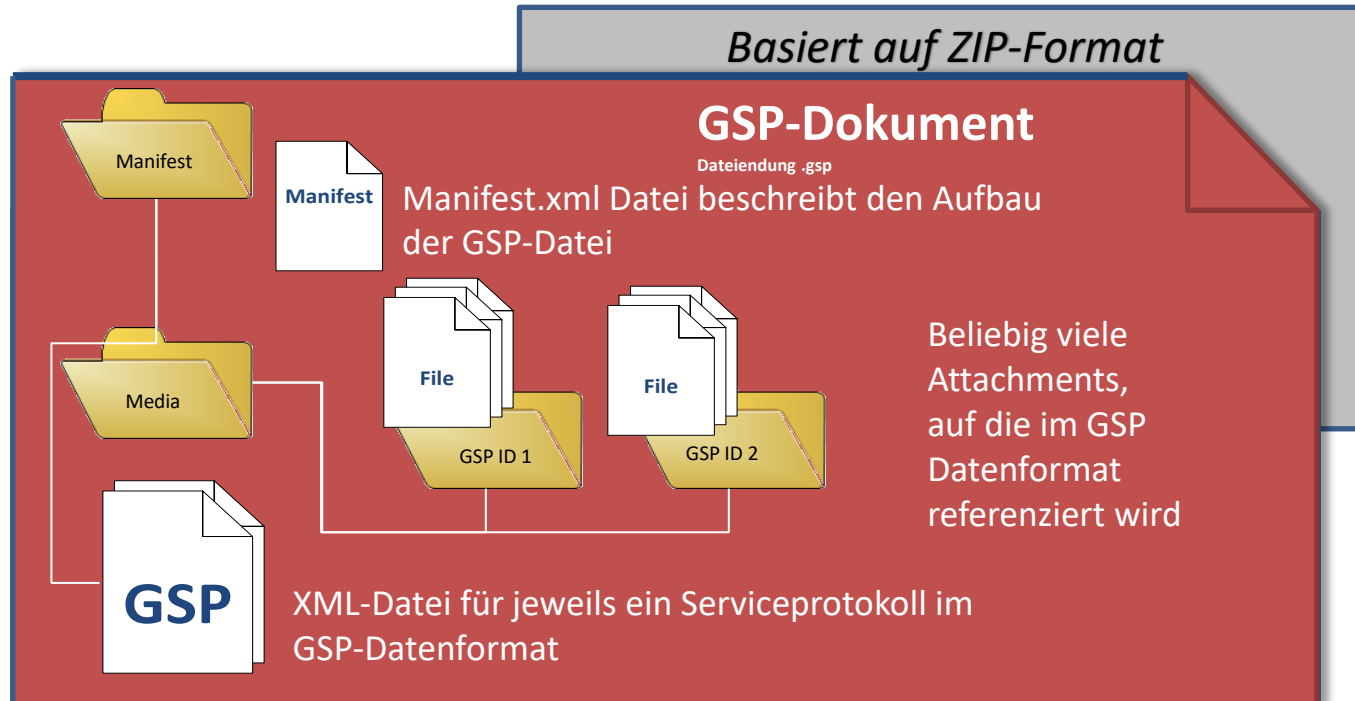 Basiert auf ZIP-Format
GSP-Dokument
Dateiendung .gsp
Manifest
Manifest
Manifest.xml Datei beschreibt den Aufbau
der GSP-Datei
Media
File
GSP ID 1
File
GSP ID 2
Beliebig viele
Attachments,
auf die im GSP
Datenformat
referenziert wird
GSP
XML-Datei für jeweils ein Serviceprotokoll im
GSP-Datenformat